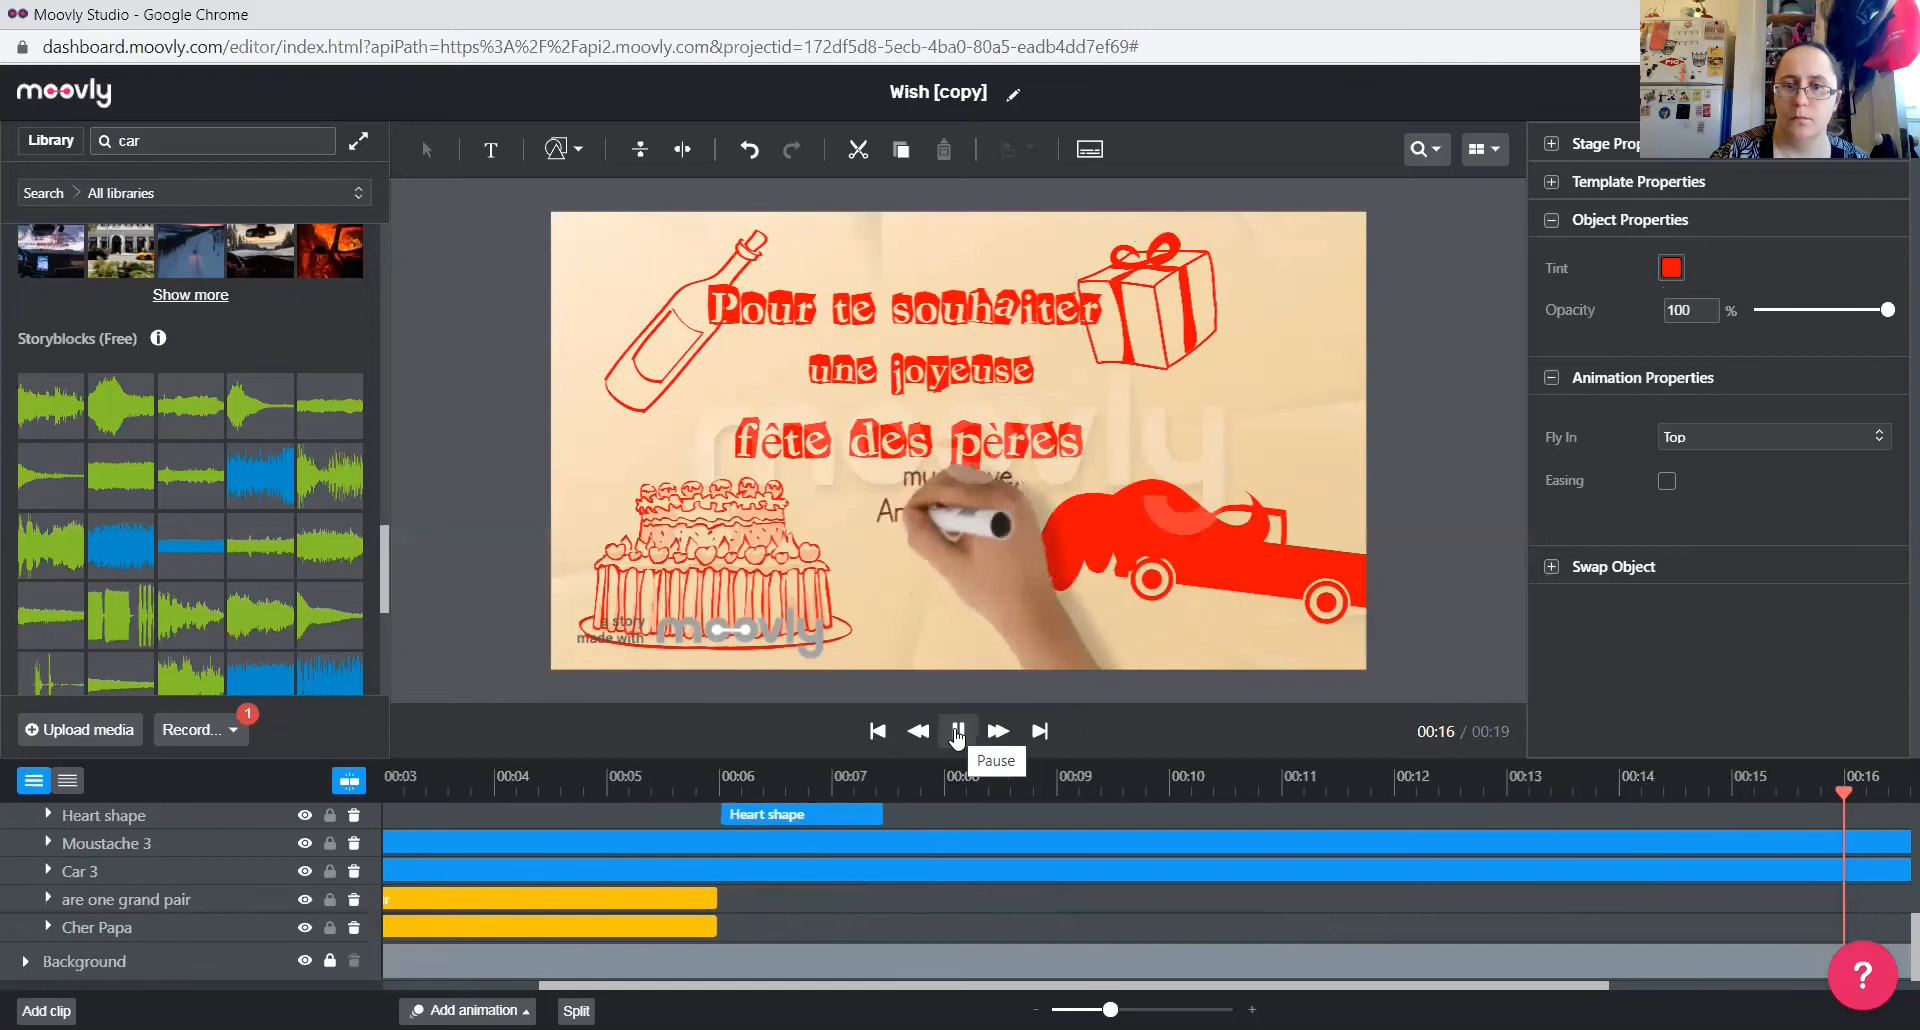 Moovly Studio - Google Chrome
dashboard.moovly.com/editor/index.html?apiPath=https%3A%2F%2Fapi2.moovly.com&projectid=172df5d8-5ecb-4ba0-80a5-eadb4dd7ef69#
moovly
Wish [copy]
Library
car
T
Stage Prop
Search
All libraries
Template Properties
Object Properties
Tint
Opacity
100
%
Show more
Storyblocks (Free)
Animation Properties
Fly In
Top
Easing
Swap Object
Pour te souhaiter
une joyeuse
fête des pères
moovly
a story
made with
moovly
Upload media
Record...
1
00:16 / 00:19
Pause
00:03
00:04
00:05
00:06
00:07
00:09
00:10
00:11
00:12
00:13
00:14
00:15
00:16
Heart shape
Heart shape
Moustache 3
Car 3
are one grand pair
r
Cher Papa
Background
?
Add clip
Add animation
Split
-
+